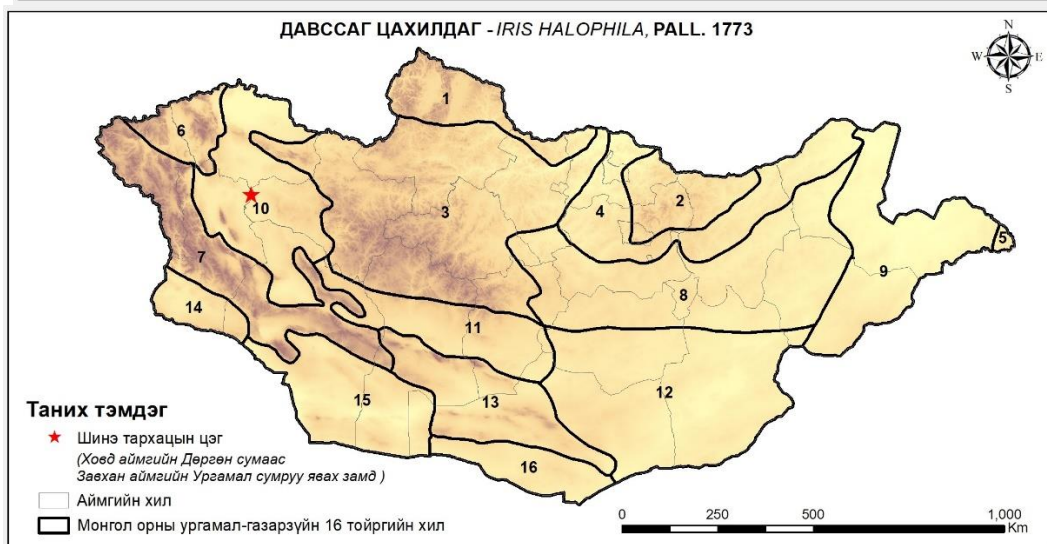 ДАВССАГ ЦАХИЛДАГ - IRIS HALOPHILA, PALL. 1773
N
W E
S
1
6
10
3
4
2
5
7
9
8
14
11
12
13
15
16
Таних тэмдэг
Шинэ тархацын цэг
(Ховд аймгийн Дөргөн сумаас
Завхан аймгийн Ургамал сумруу явах замд )
Аймгийн хил
Монгол орны ургамал-газарзүйн 16 тойргийн хил
0 250 500 1,000
Km